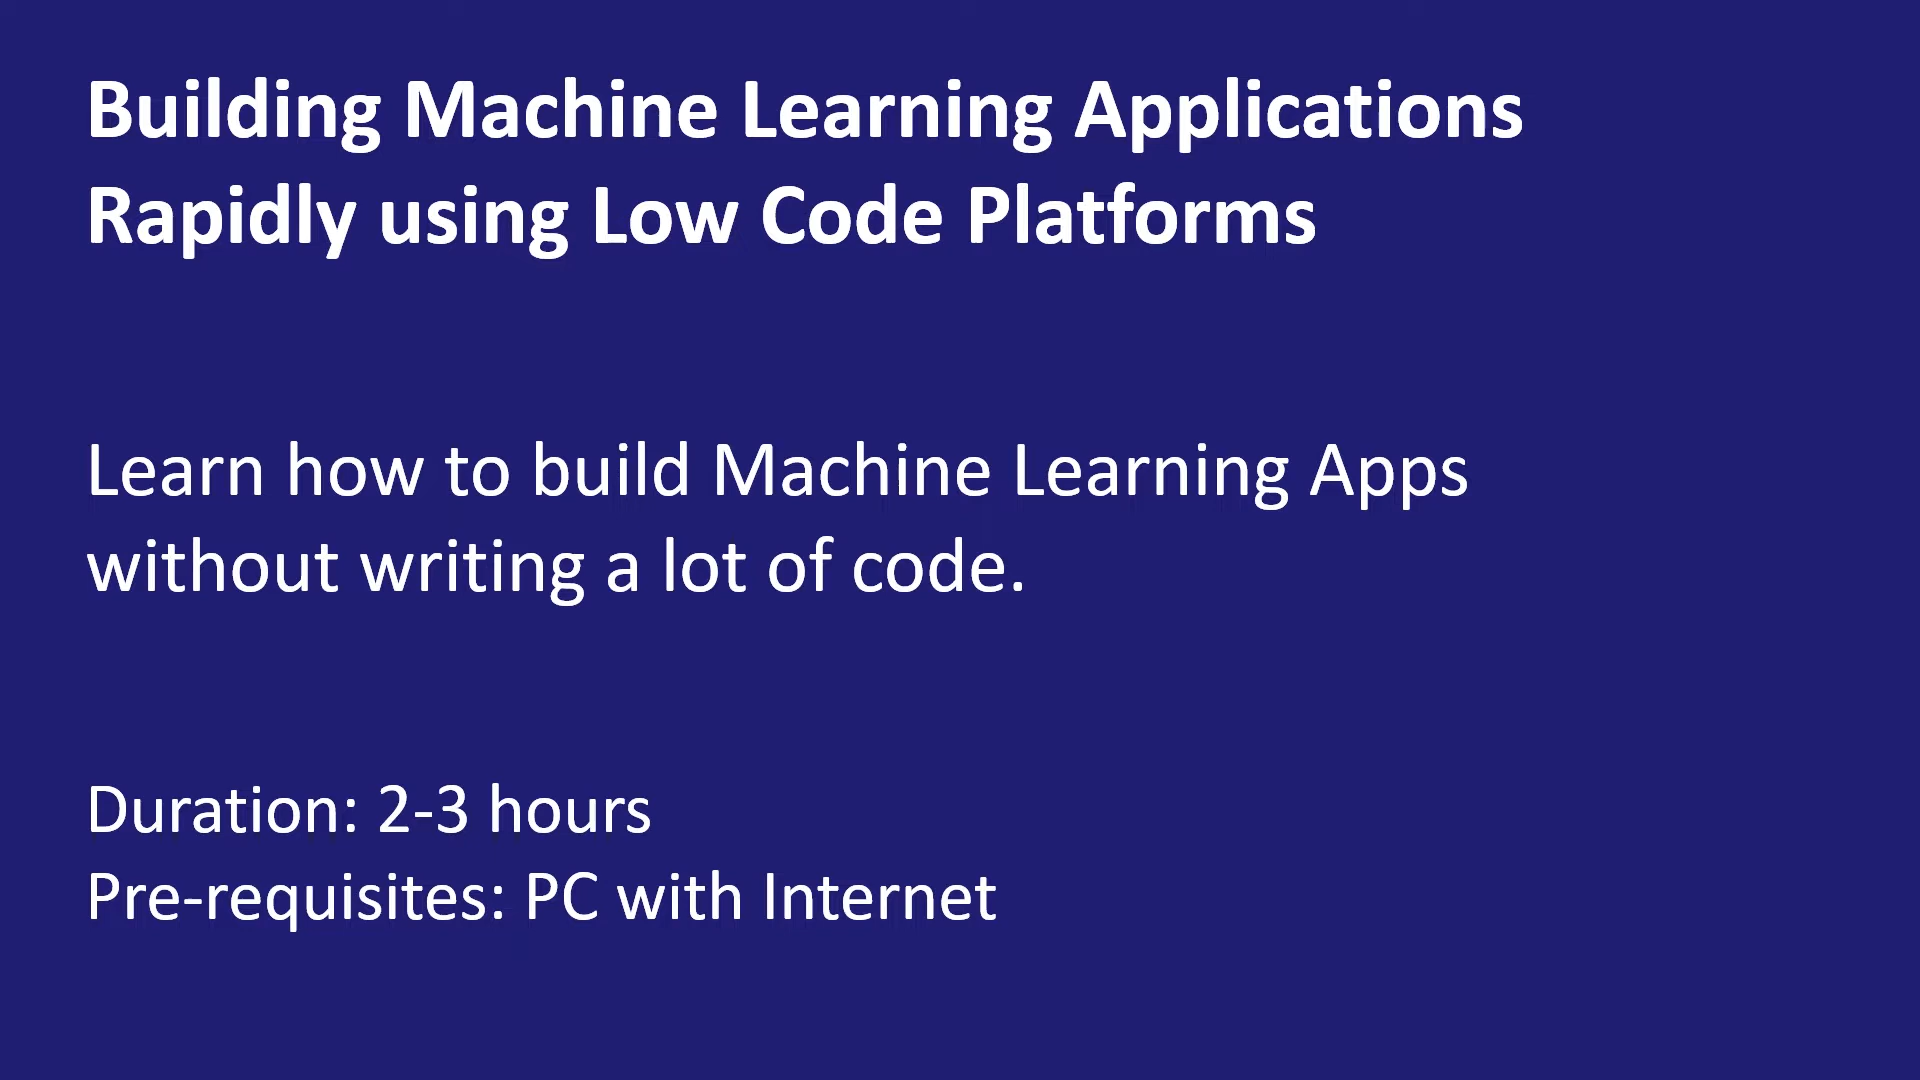 Building Machine Learning Applications
Rapidly using Low Code Platforms
Learn how to build Machine Learning Apps
without writing a lot of code.
Duration: 2-3 hours
Pre-requisites: PC with Internet